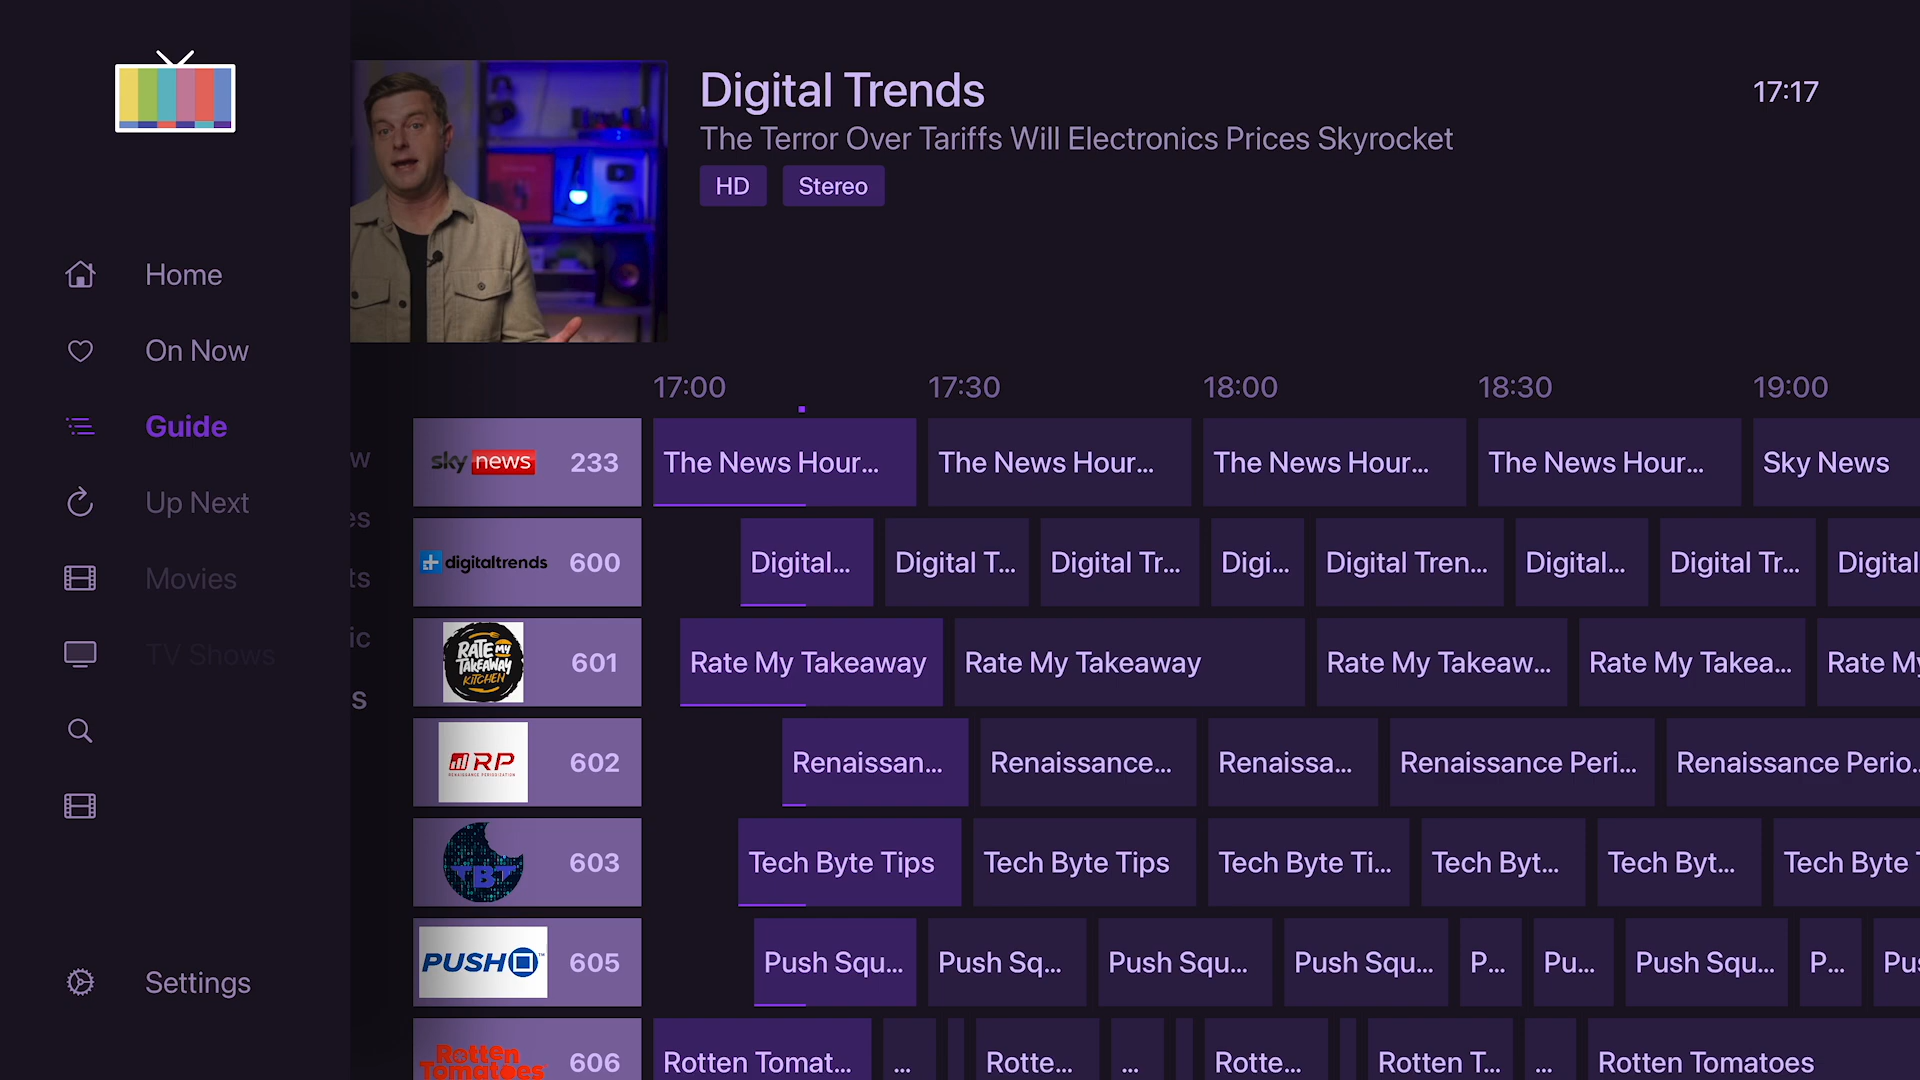 Digital Trends
17:17
The Terror Over Tariffs Will Electronics Prices Skyrocket
HD Stereo
Home
On Now
Guide
Up Next
Movies
TV Shows
Settings
17:00 17:30 18:00 18:30 19:00
sky news 233 The News Hour... The News Hour... The News Hour... The News Hour... Sky News
digitaltrends 600 Digital... Digital T... Digital Tr... Digi... Digital Tren... Digital... Digital Tr... Digital
RATE MY TAKEAWAY KITCHEN 601 Rate My Takeaway Rate My Takeaway Rate My Takeaw... Rate My Takea... Rate My
RP RENAISSANCE PERIODIZATION 602 Renaissan... Renaissance... Renaissa... Renaissance Peri... Renaissance Perio..
TBT 603 Tech Byte Tips Tech Byte Tips Tech Byte Ti... Tech Byt... Tech Byt... Tech Byte
PUSH 605 Push Squ... Push Sq... Push Squ... Push Squ... P... Pu... Push Squ... P... Pus
Rotten Tomatoes 606 Rotten Tomat... ... Rotte... ... Rotte... Rotten T... ... Rotten Tomatoes